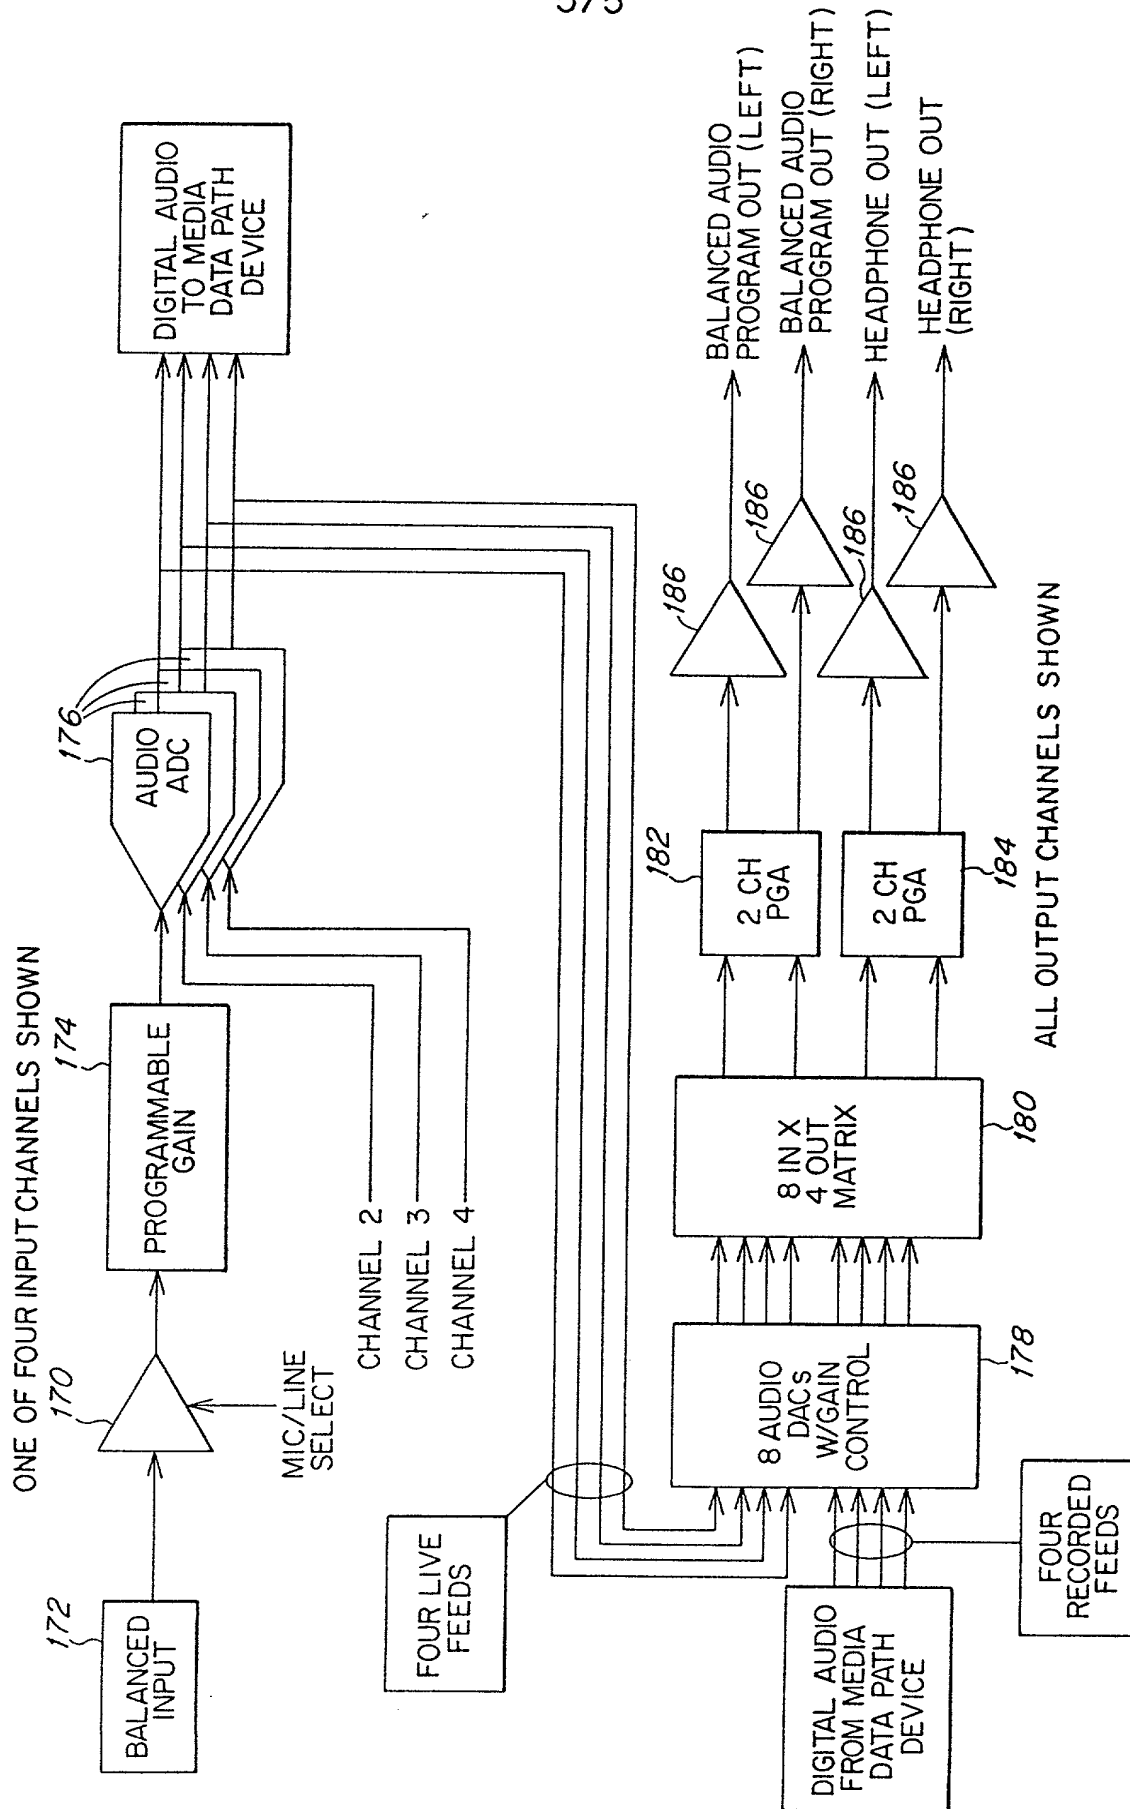 5/5
ONE OF FOUR INPUT CHANNELS SHOWN
172
BALANCED
INPUT
170
MIC/LINE
SELECT
174
PROGRAMMABLE
GAIN
176
AUDIO
ADC
DIGITAL AUDIO
TO MEDIA
DATA PATH
DEVICE
CHANNEL 2
CHANNEL 3
CHANNEL 4
FOUR LIVE
FEEDS
DIGITAL AUDIO
FROM MEDIA
DATA PATH
DEVICE
FOUR
RECORDED
FEEDS
8 AUDIO
DACs
W/GAIN
CONTROL
178
8 IN X
4 OUT
MATRIX
180
182
2 CH
PGA
2 CH
PGA
184
186
186
186
186
BALANCED AUDIO
PROGRAM OUT (LEFT)
BALANCED AUDIO
PROGRAM OUT (RIGHT)
HEADPHONE OUT (LEFT)
HEADPHONE OUT
(RIGHT)
ALL OUTPUT CHANNELS SHOWN